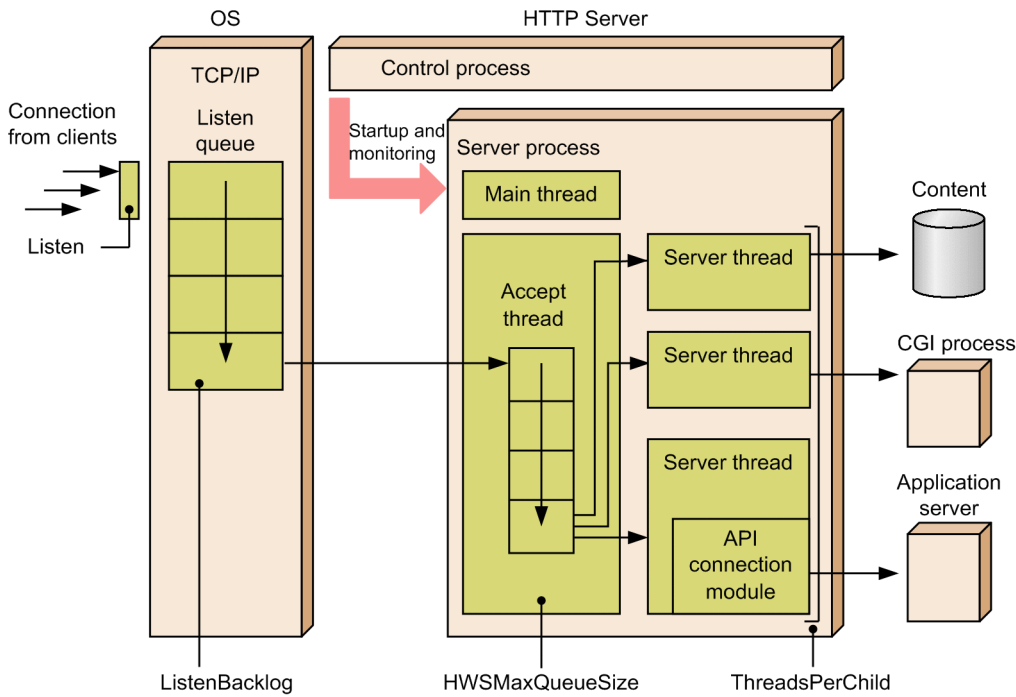 OS
HTTP Server
TCP/IP
Control process
Connection
from clients
Listen
queue
Startup and
monitoring
Server process
Main thread
Listen
Content
Server thread
Accept
thread
CGI process
Server thread
Server thread
Application
server
API
connection
module
ListenBacklog
HWSMaxQueueSize
ThreadsPerChild